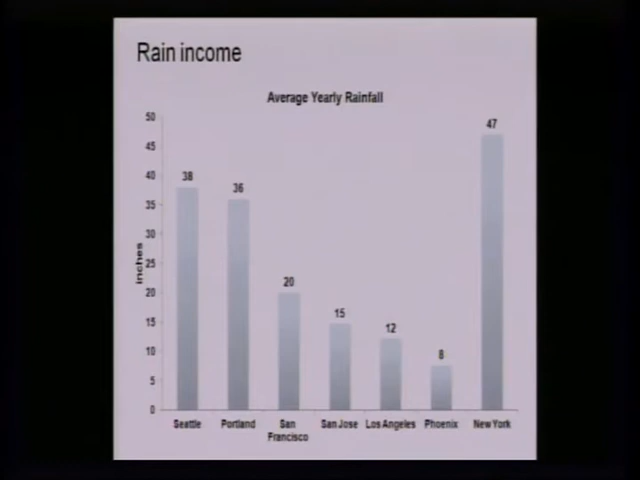 Rain income
Average Yearly Rainfall
50
45
40
35
30
25
20
15
10
5
0
inches
38
36
20
15
12
8
47
Seattle
Portland
San Francisco
San Jose
Los Angeles
Phoenix
New York